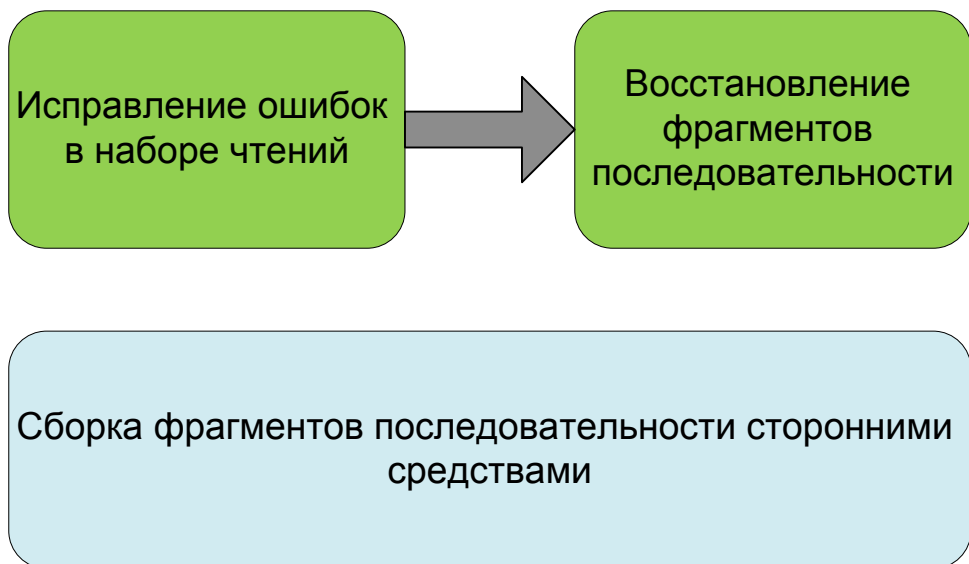 Исправление ошибок
в наборе чтений
Восстановление
фрагментов
последовательности
Сборка фрагментов последовательности сторонними
средствами